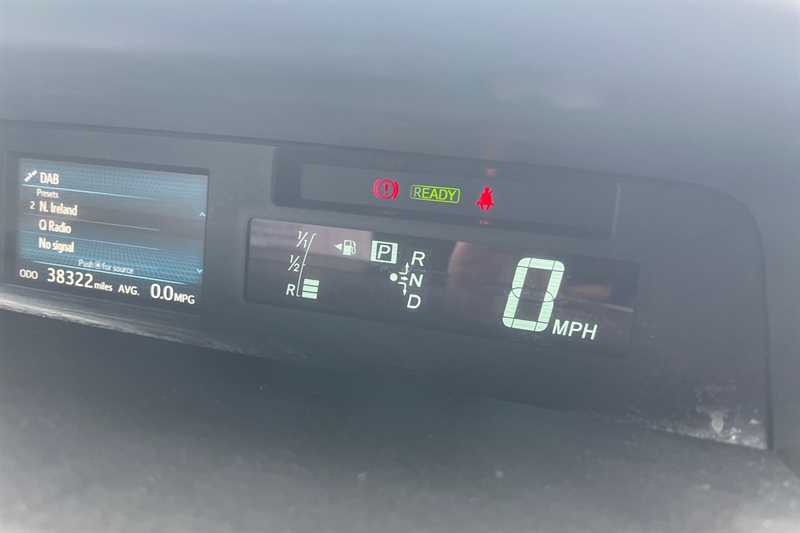 DAB
Presets
2 N. Ireland
Q Radio
No signal
Push for source
ODO 38322 miles AVG. 0.0 MPG
READY
1/1
1/2
R
P
R
N
D
0 MPH